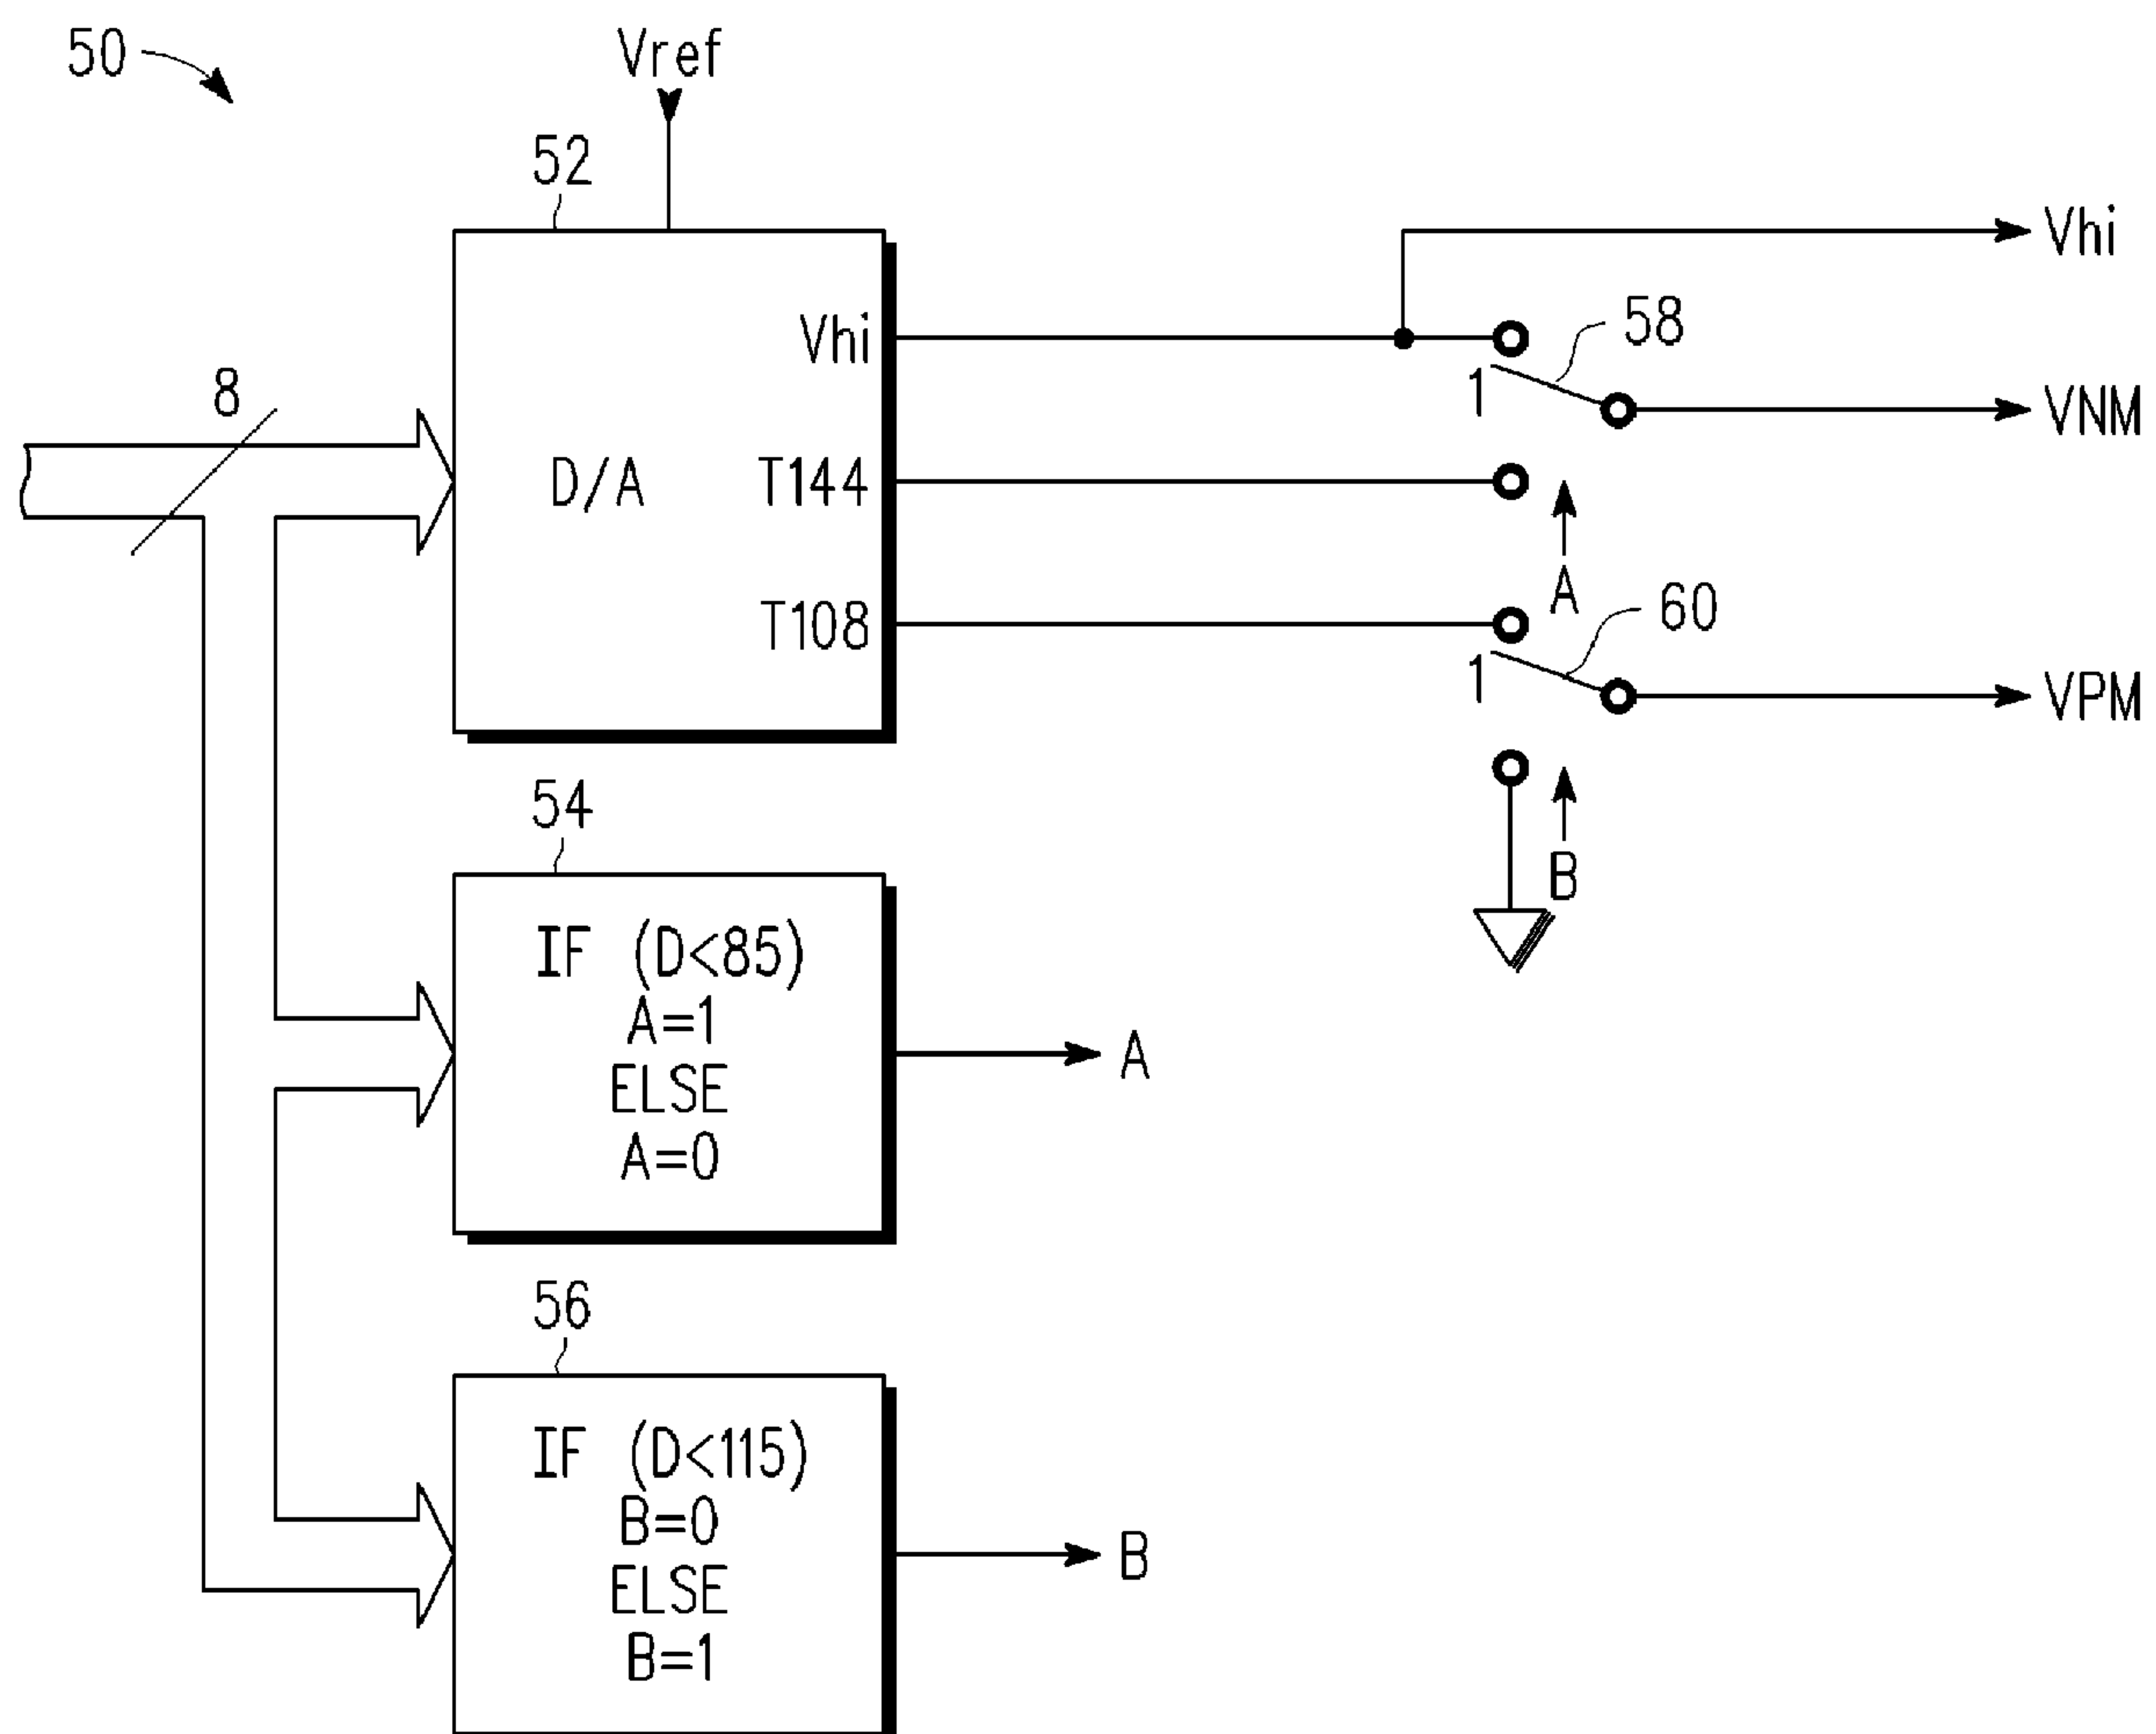 50
Vref
52
Vhi
Vhi
58
1
8
VNM
D/A
T144
A
T108
60
1
VPM
54
B
IF (D<85)
A=1
ELSE
A=0
A
56
IF (D<115)
B=0
ELSE
B=1
B